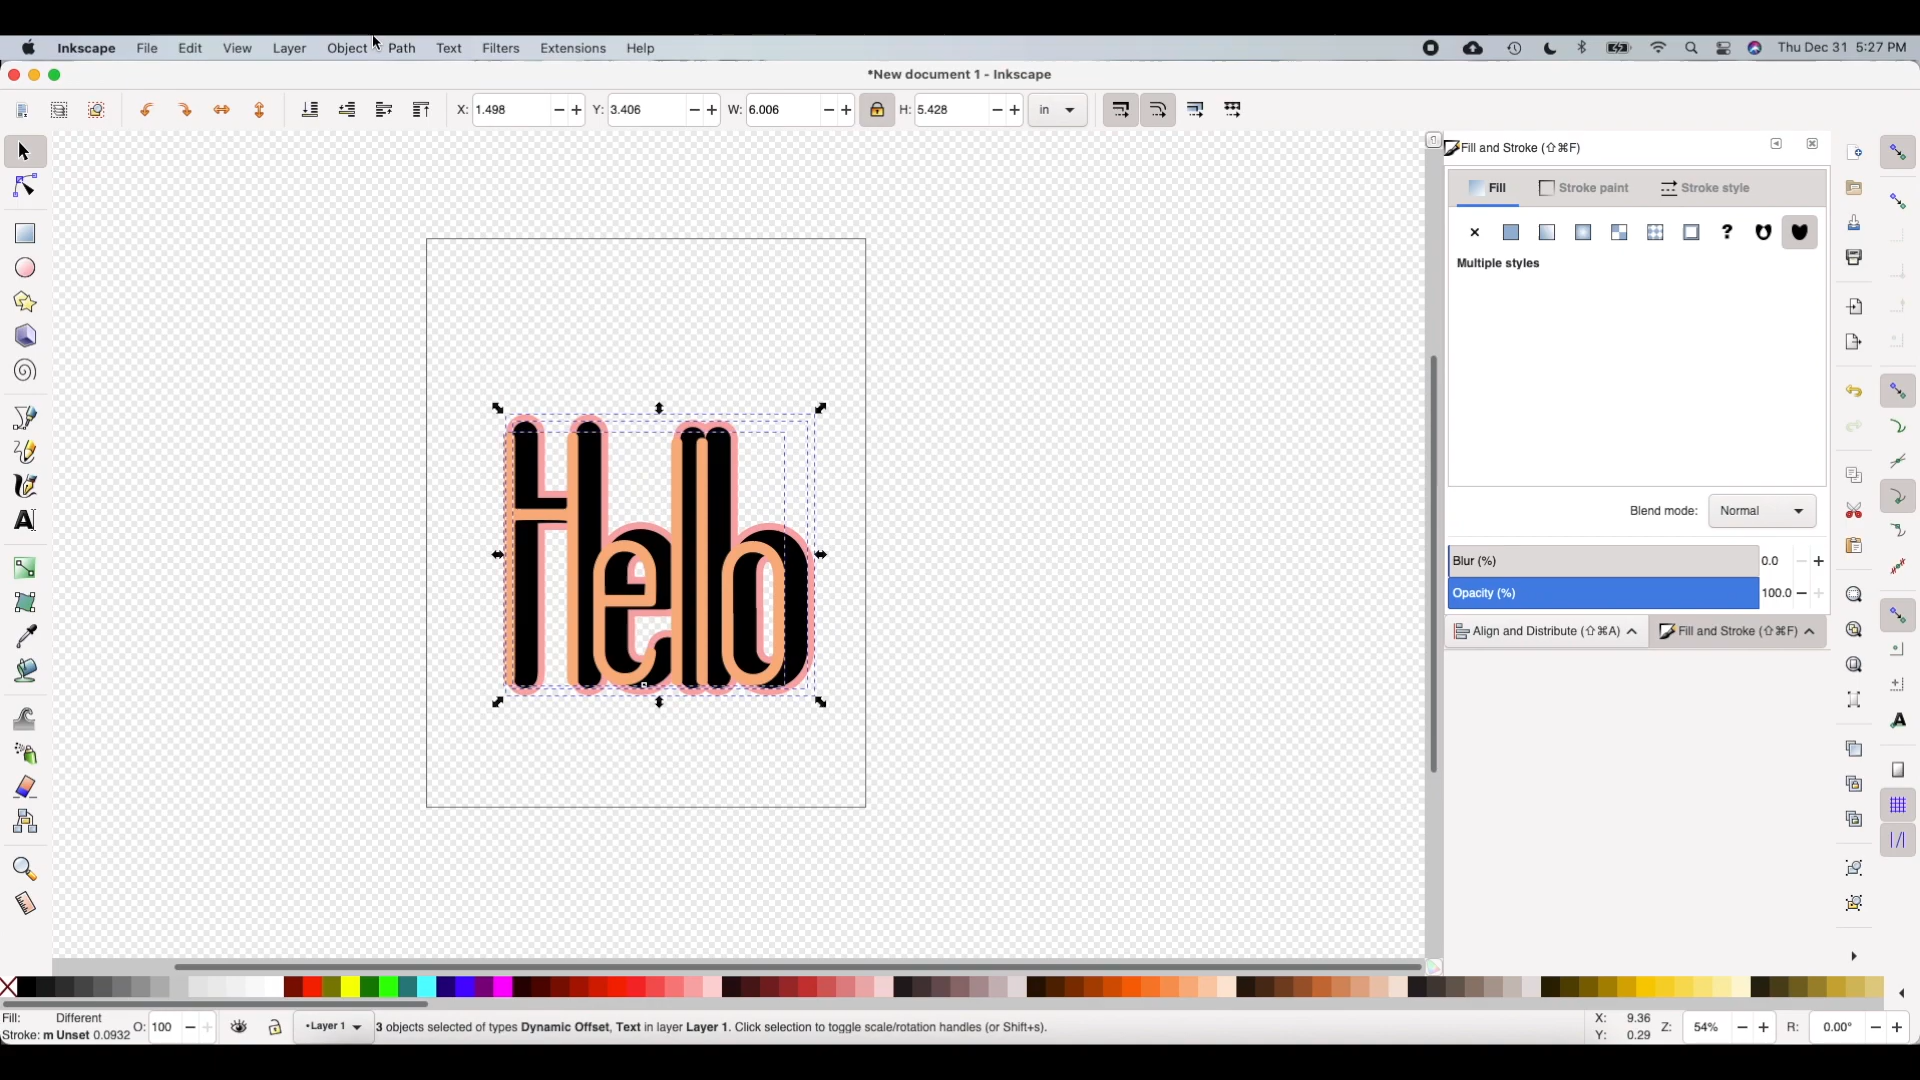 Inkscape File Edit View Layer Object Path Text Filters Extensions Help Thu Dec 31 5:27 PM
*New document 1 - Inkscape
X: 1.498 Y: 3.406 W: 6.006 H: 5.428 in
Fill and Stroke (⇧⌘F)
Fill Stroke paint Stroke style
?
Multiple styles
Hello
Blend mode: Normal
Blur (%) 0.0
Opacity (%) 100.0
Align and Distribute (⇧⌘A) Fill and Stroke (⇧⌘F)
Fill: Different
Stroke: m Unset 0.0932
O: 100
•Layer 1
3 objects selected of types Dynamic Offset, Text in layer Layer 1. Click selection to toggle scale/rotation handles (or Shift+s).
X: 9.36
Y: 0.29
Z: 54%
R: 0.00°